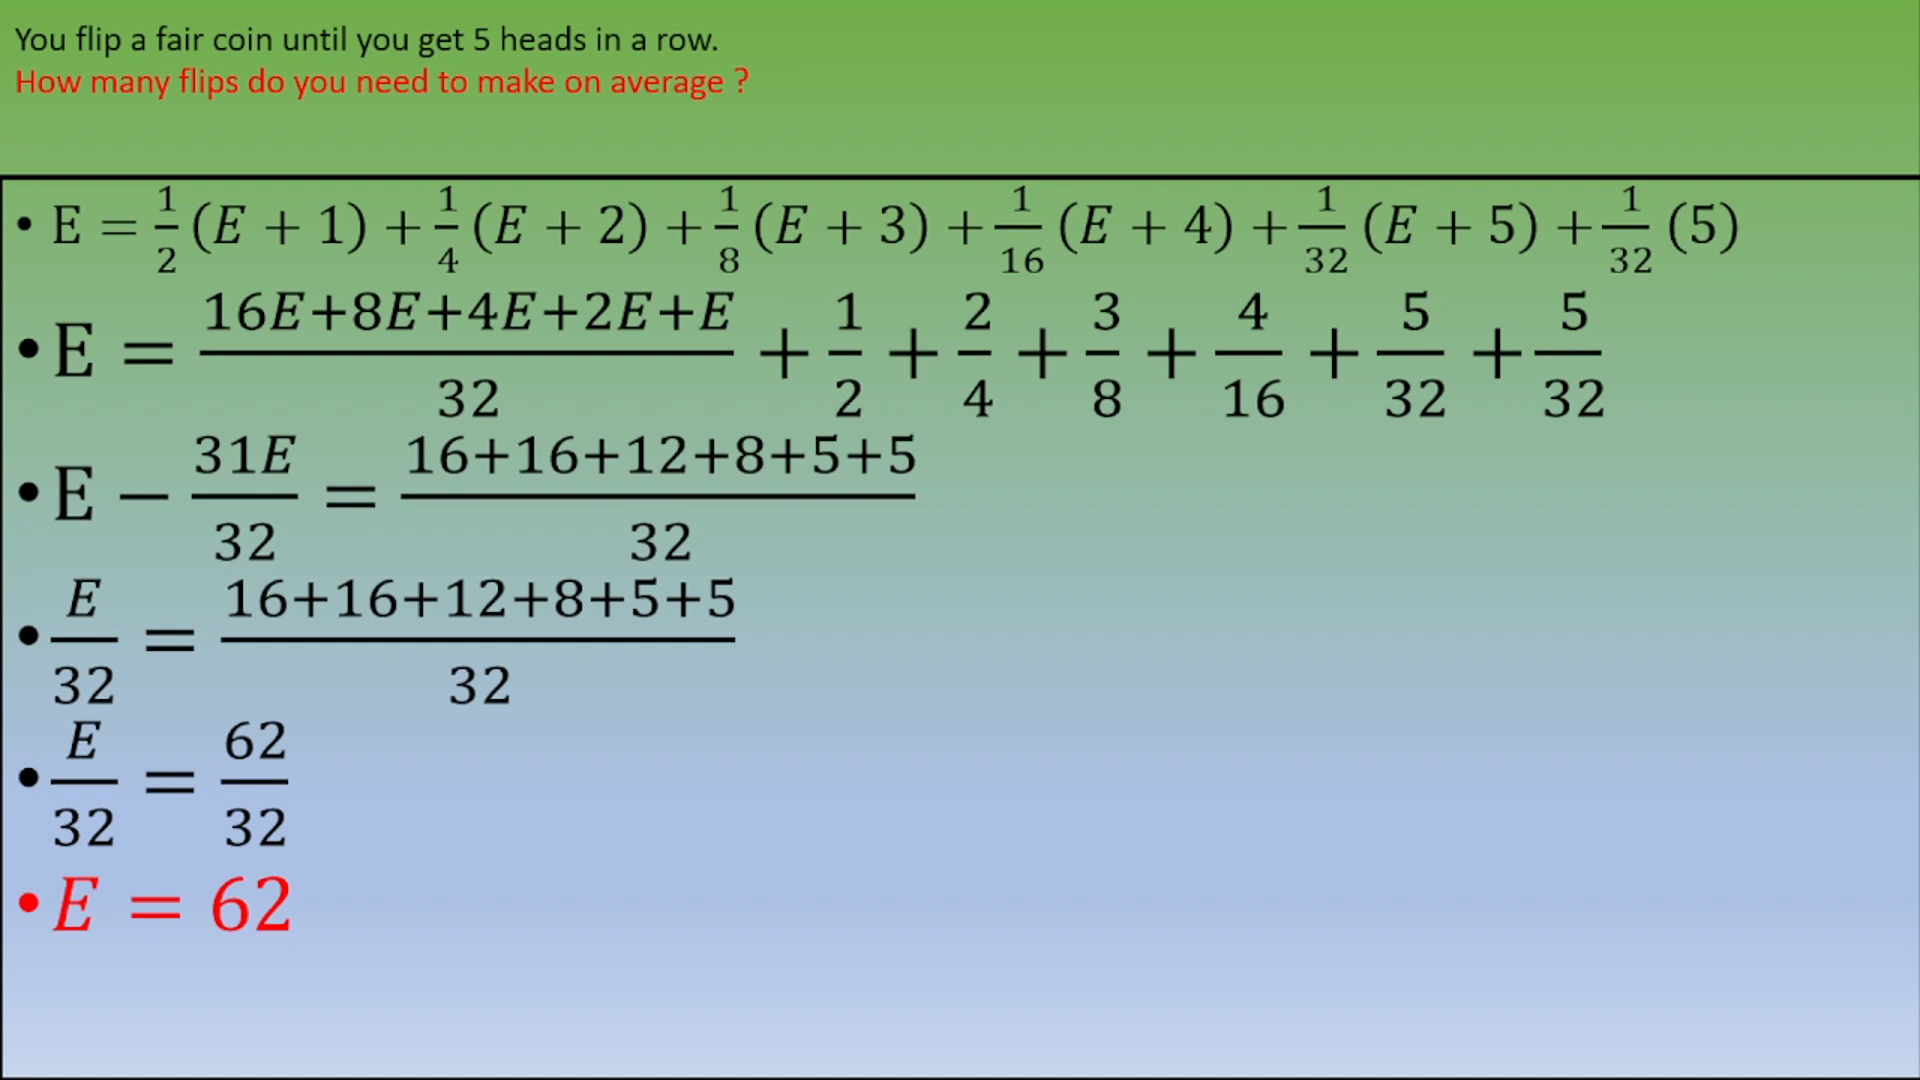 You flip a fair coin until you get 5 heads in a row.
How many flips do you need to make on average ?
• E = 1/2 (E + 1) + 1/4 (E + 2) + 1/8 (E + 3) + 1/16 (E + 4) + 1/32 (E + 5) + 1/32 (5)
• E = 16E+8E+4E+2E+E/32 + 1/2 + 2/4 + 3/8 + 4/16 + 5/32 + 5/32
• E − 31E/32 = 16+16+12+8+5+5/32
• E/32 = 16+16+12+8+5+5/32
• E/32 = 62/32
• E = 62